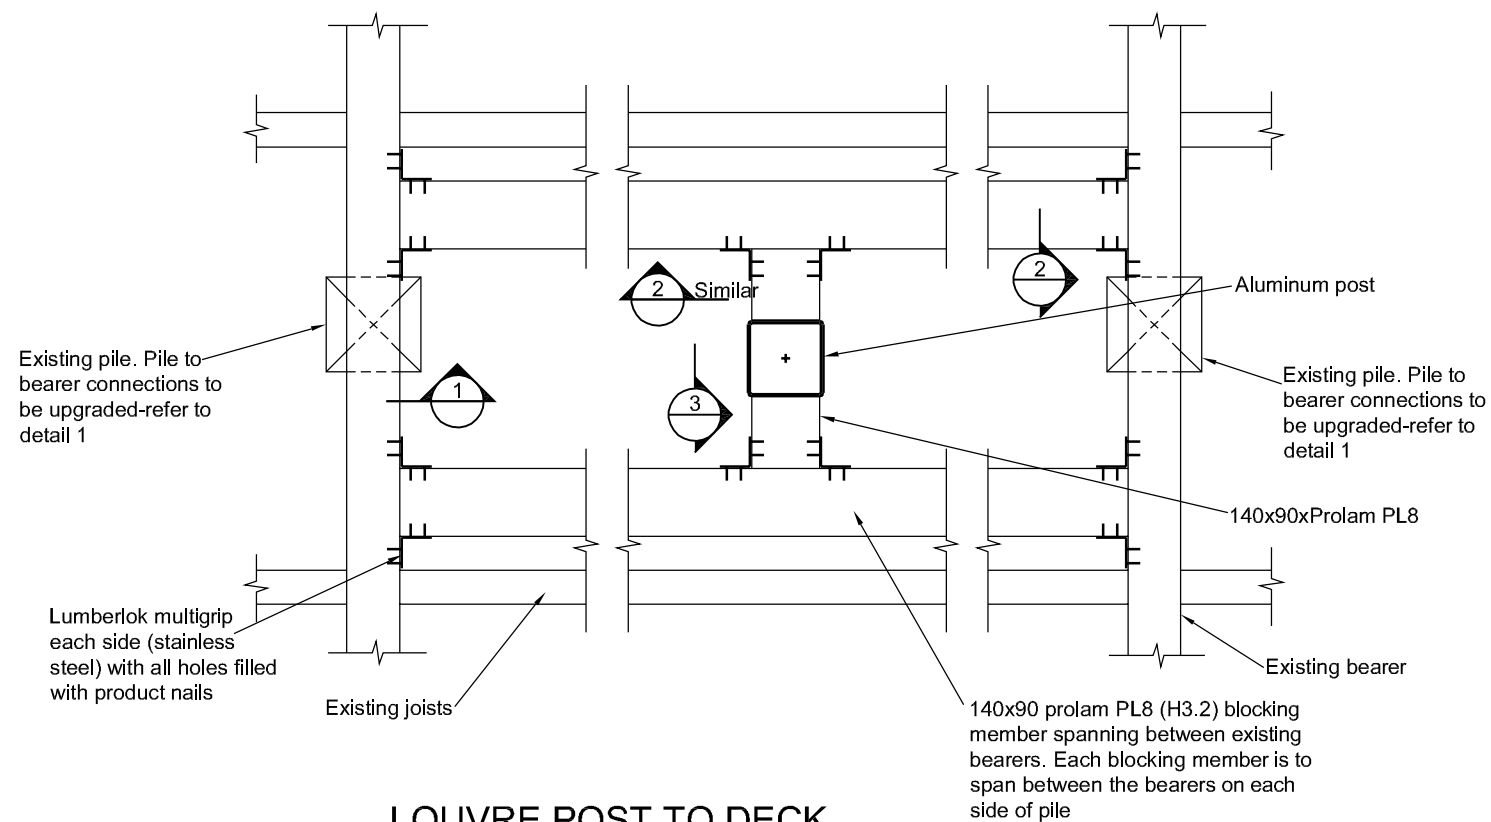 2
Similar
2
Aluminum post
Existing pile. Pile to
bearer connections to
be upgraded-refer to
detail 1
1
3
Existing pile. Pile to
bearer connections to
be upgraded-refer to
detail 1
140x90xProlam PL8
Lumberlok multigrip
each side (stainless
steel) with all holes filled
with product nails
Existing joists
Existing bearer
140x90 prolam PL8 (H3.2) blocking
member spanning between existing
bearers. Each blocking member is to
span between the bearers on each
side of pile
LOUVRE POST TO DECK